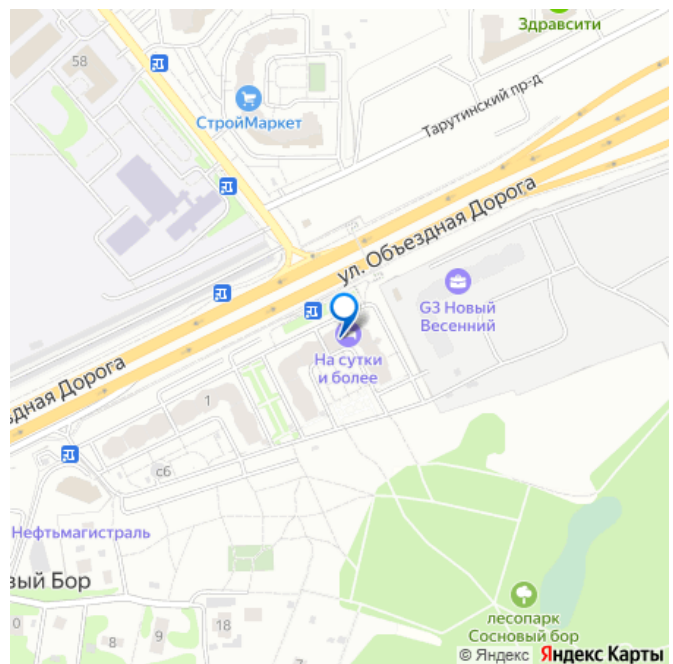 Здравсити
58
СтройМаркет
Тарутинский пр-д
ул. Объездная Дорога
G3 Новый
Весенний
На сутки
и более
здная Дорога
1
с6
Нефтьмагистраль
вый Бор
лесопарк
Сосновый бор
0
8
9
18
7
© Яндекс Яндекс Карты